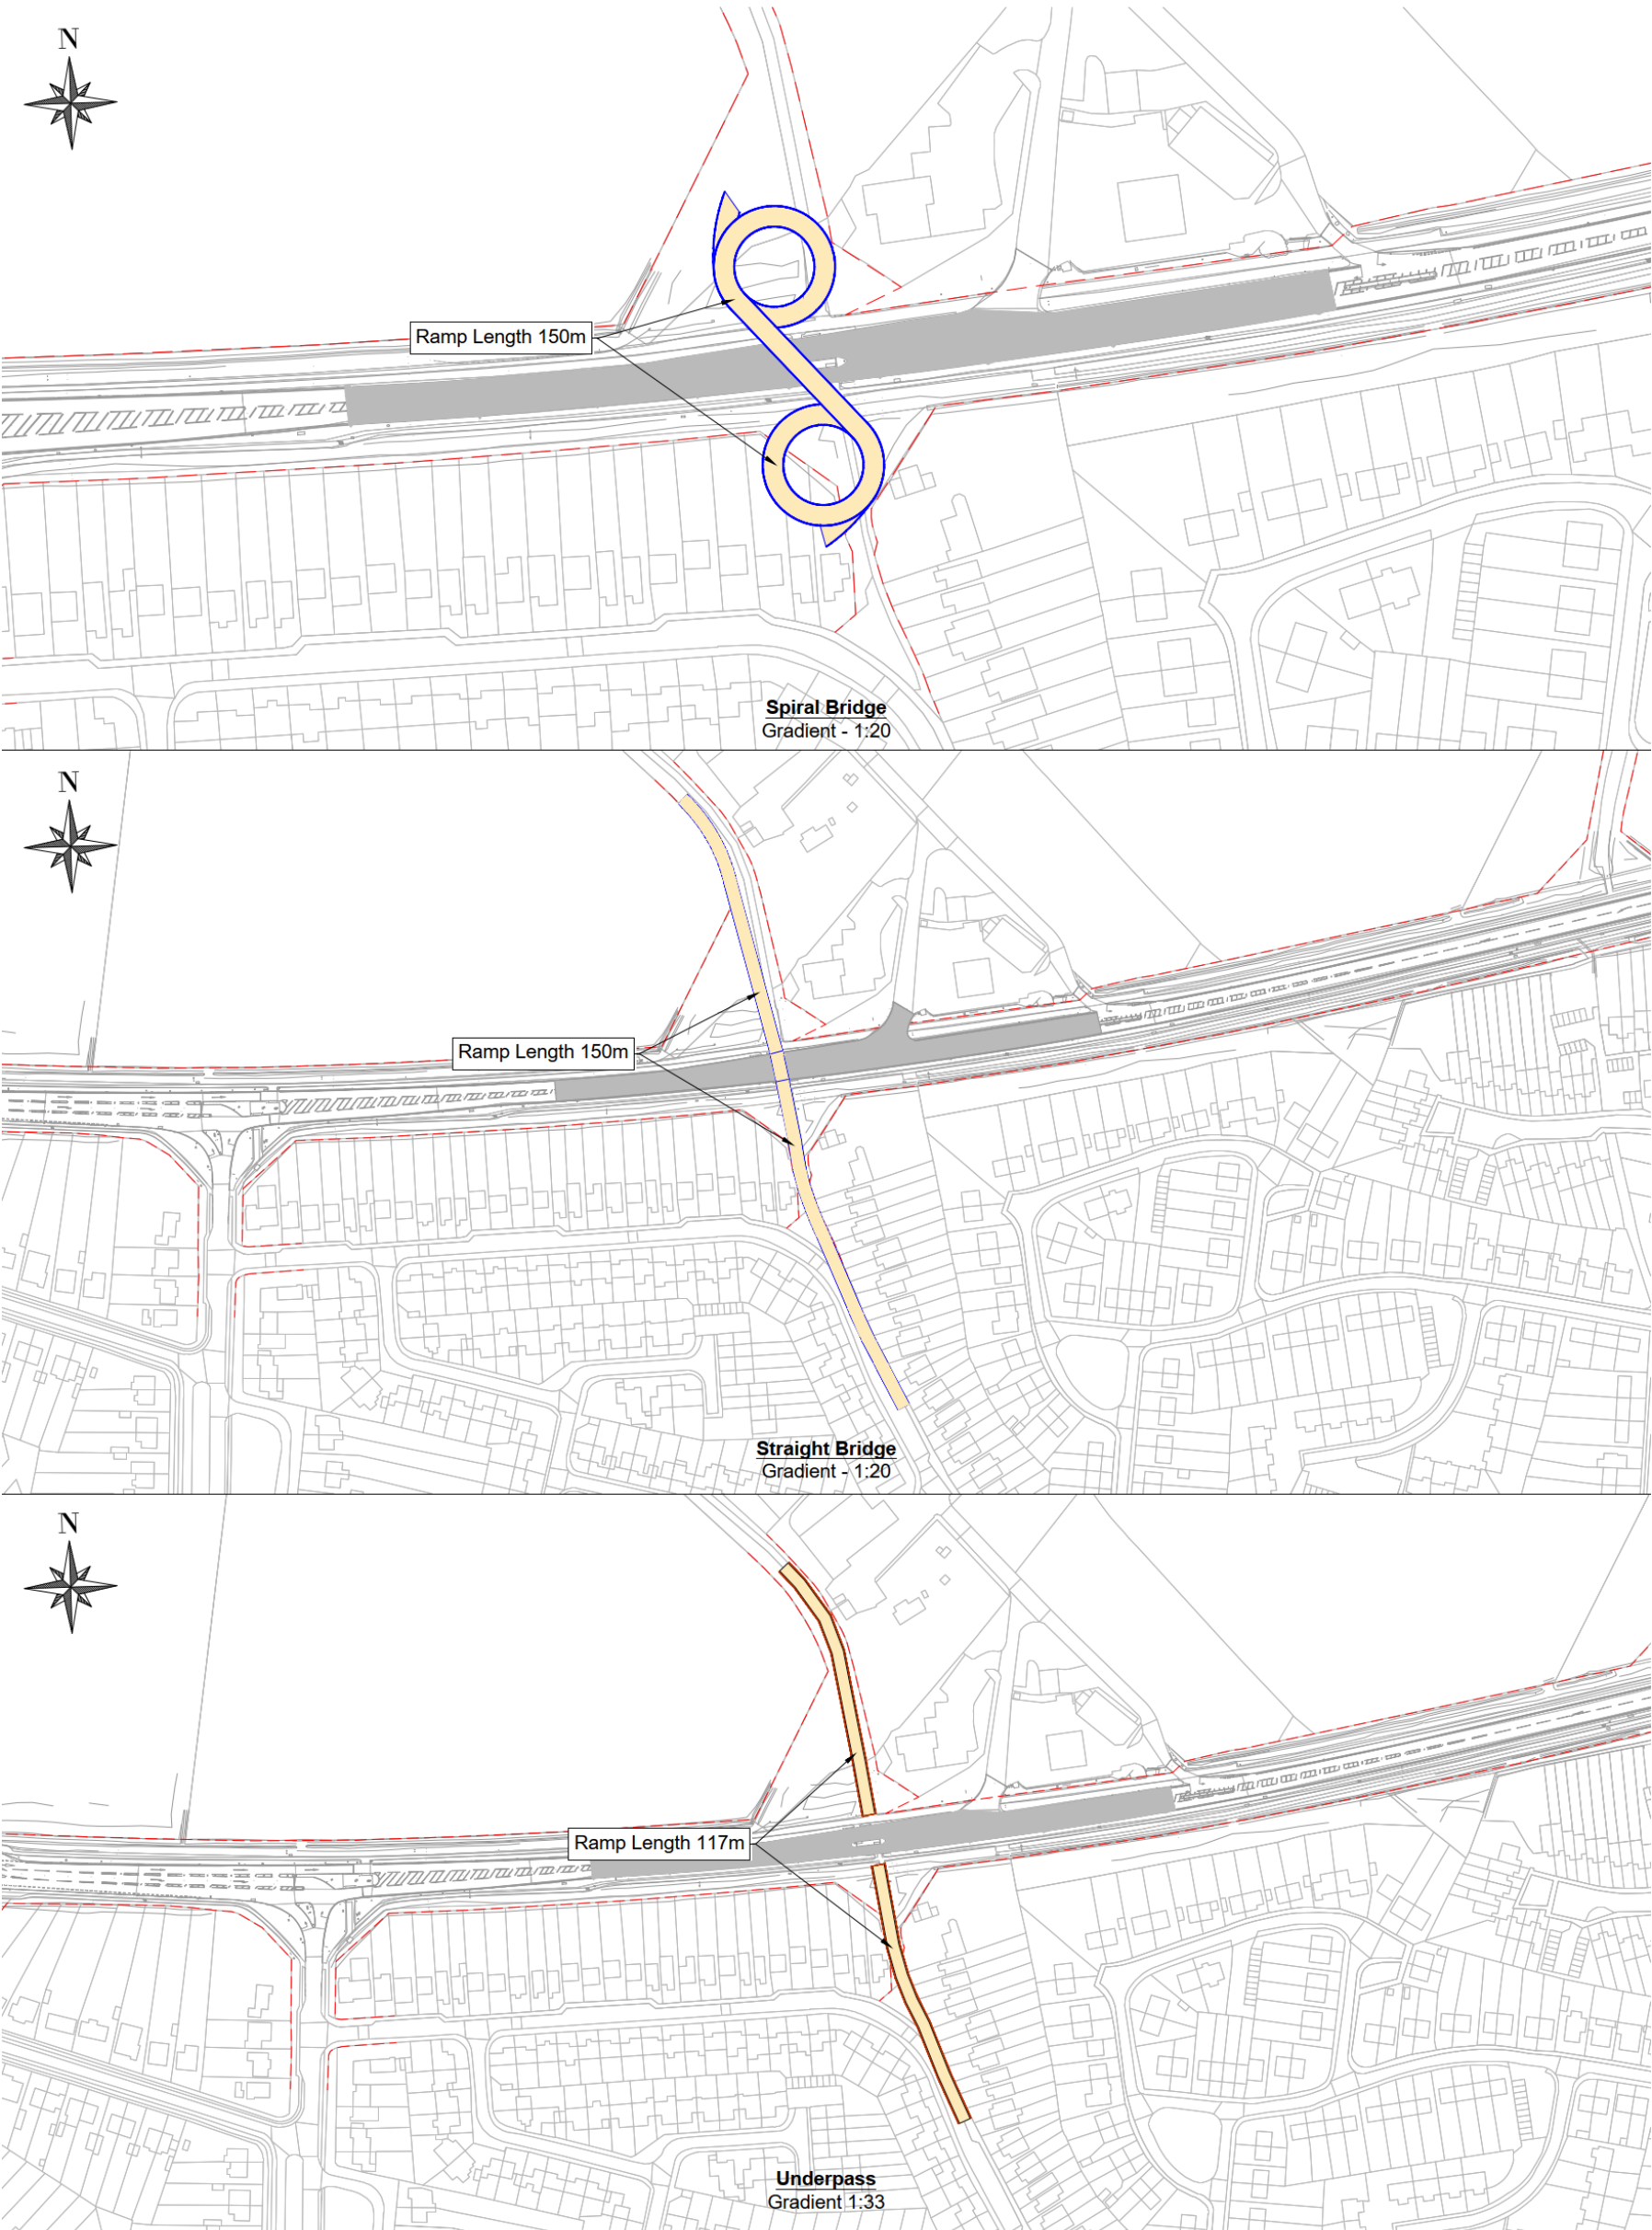 N
Ramp Length 150m
Spiral Bridge
Gradient - 1:20
N
Ramp Length 150m
Straight Bridge
Gradient - 1:20
N
Ramp Length 117m
Underpass
Gradient 1:33